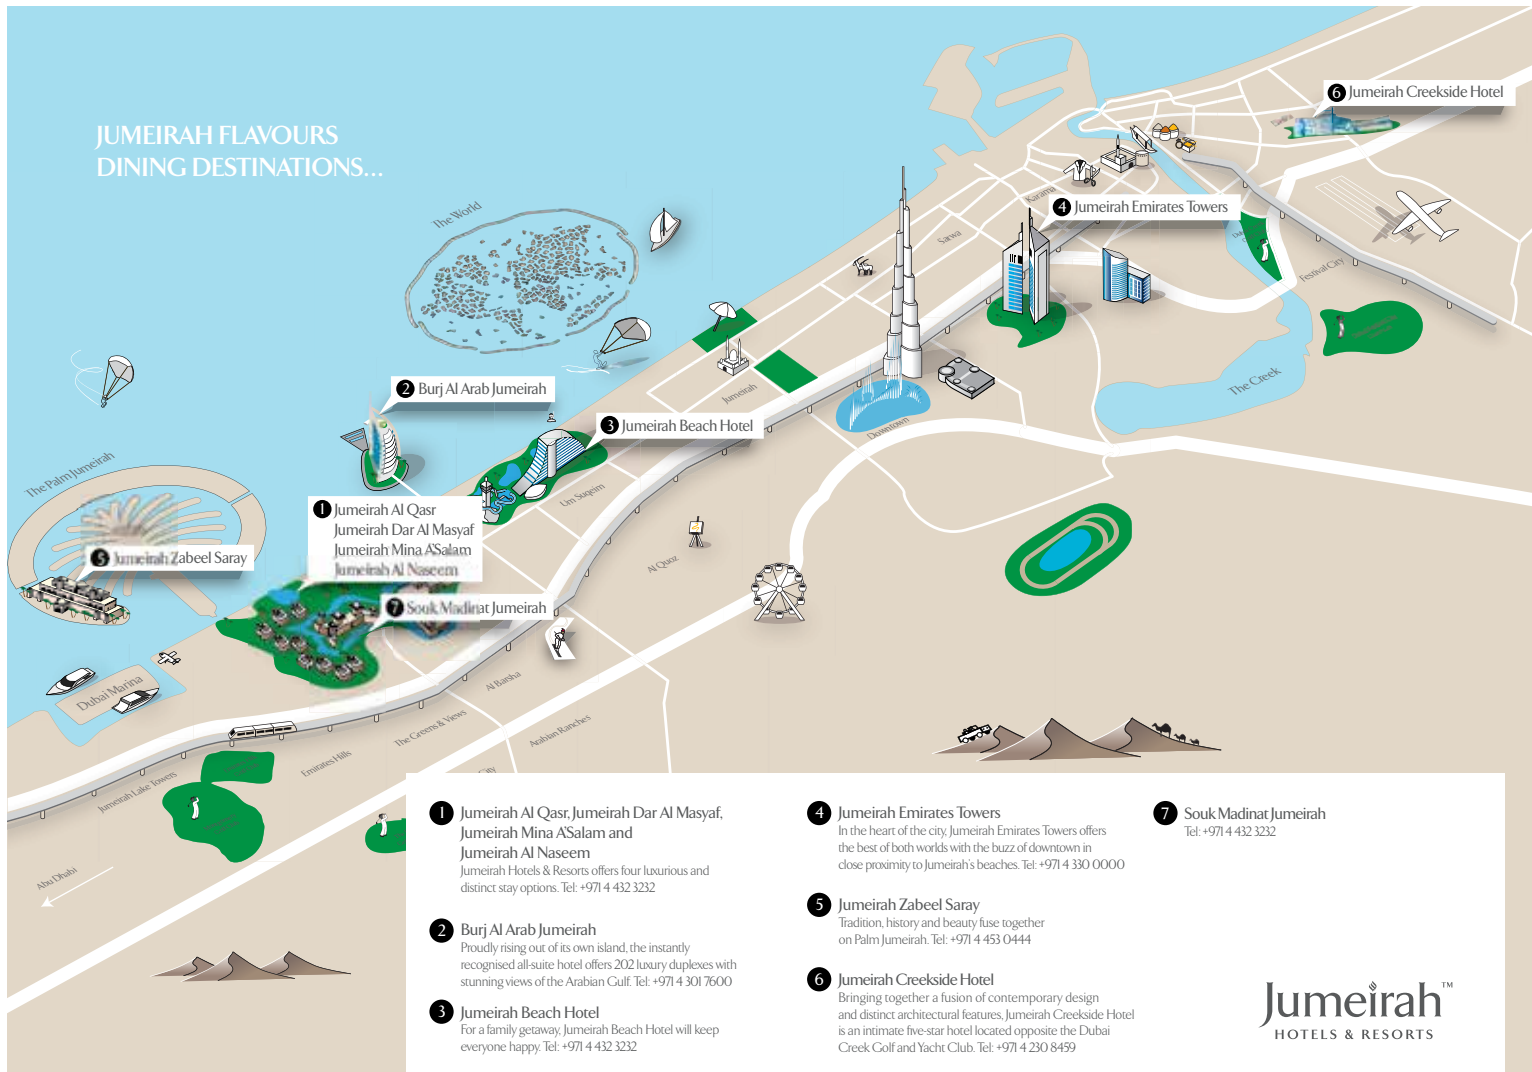 JUMEIRAH FLAVOURS
DINING DESTINATIONS...
6 Jumeirah Creekside Hotel
Deira
Karama
4 Jumeirah Emirates Towers
The World
Satwa
Festival City
2 Burj Al Arab Jumeirah
Jumeirah
The Creek
3 Jumeirah Beach Hotel
Downtown
The Palm Jumeirah
Um Suqeim
1 Jumeirah Al Qasr
Jumeirah Dar Al Masyaf
Jumeirah Mina A'Salam
Jumeirah Al Naseem
5 Jumeirah Zabeel Saray
Al Quoz
7 Souk Madinat Jumeirah
Dubai Marina
Al Barsha
The Greens & Views
Arabian Ranches
Emirates Hills
City
Jumeirah Lake Towers
Abu Dhabi
1 Jumeirah Al Qasr, Jumeirah Dar Al Masyaf,
Jumeirah Mina A'Salam and
Jumeirah Al Naseem
Jumeirah Hotels & Resorts offers four luxurious and
distinct stay options. Tel: +971 4 432 3232
2 Burj Al Arab Jumeirah
Proudly rising out of its own island, the instantly
recognised all-suite hotel offers 202 luxury duplexes with
stunning views of the Arabian Gulf. Tel: +971 4 301 7600
3 Jumeirah Beach Hotel
For a family getaway, Jumeirah Beach Hotel will keep
everyone happy. Tel: +971 4 432 3232
4 Jumeirah Emirates Towers
In the heart of the city, Jumeirah Emirates Towers offers
the best of both worlds with the buzz of downtown in
close proximity to Jumeirah's beaches. Tel: +971 4 330 0000
5 Jumeirah Zabeel Saray
Tradition, history and beauty fuse together
on Palm Jumeirah. Tel: +971 4 453 0444
6 Jumeirah Creekside Hotel
Bringing together a fusion of contemporary design
and distinct architectural features, Jumeirah Creekside Hotel
is an intimate five-star hotel located opposite the Dubai
Creek Golf and Yacht Club. Tel: +971 4 230 8459
7 Souk Madinat Jumeirah
Tel: +971 4 432 3232
Jumeirah™
HOTELS & RESORTS